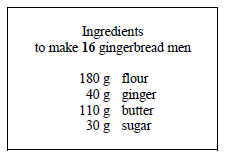 Ingredients
to make 16 gingerbread men
180 g flour
40 g ginger
110 g butter
30 g sugar